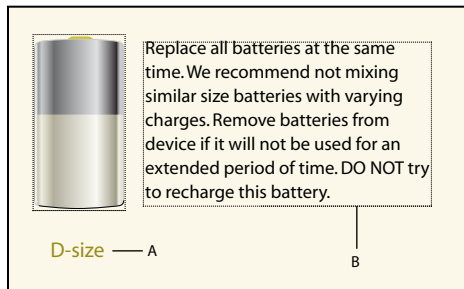 Replace all batteries at the same
time. We recommend not mixing
similar size batteries with varying
charges. Remove batteries from
device if it will not be used for an
extended period of time. DO NOT try
to recharge this battery.
D-size
A
B